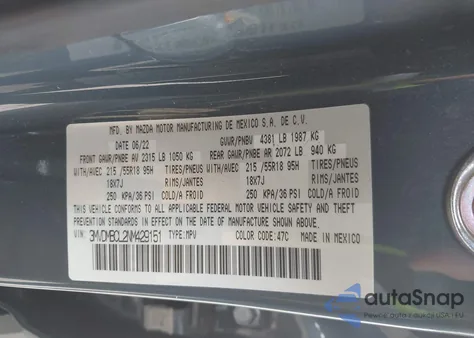 MFD. BY MAZDA MOTOR MANUFACTURING DE MEXICO S.A. DE C.V.
DATE 06/22 GVWR/PNBV 4381 LB 1987 KG
FRONT GAWR/PNBE AV 2315 LB 1050 KG REAR GAWR/PNBE AR 2072 LB 940 KG
WITH/AVEC 215 /55R18 95H TIRES/PNEUS WITH/AVEC 215 /55R18 95H TIRES/PNEUS
18X7J RIMS/JANTES 18X7J RIMS/JANTES
250 KPA/36 PSI COLD/A FROID 250 KPA/36 PSI COLD/A FROID
THIS VEHICLE CONFORMS TO ALL APPLICABLE FEDERAL MOTOR VEHICLE SAFETY, BUMPER, AND
THEFT PREVENTION STANDARDS IN EFFECT ON THE DATE OF MANUFACTURE SHOWN ABOVE.
VIN: 3MVDMBCL2NM429151 TYPE:MPV COLOR:47C MADE IN MEXICO
autoSnap